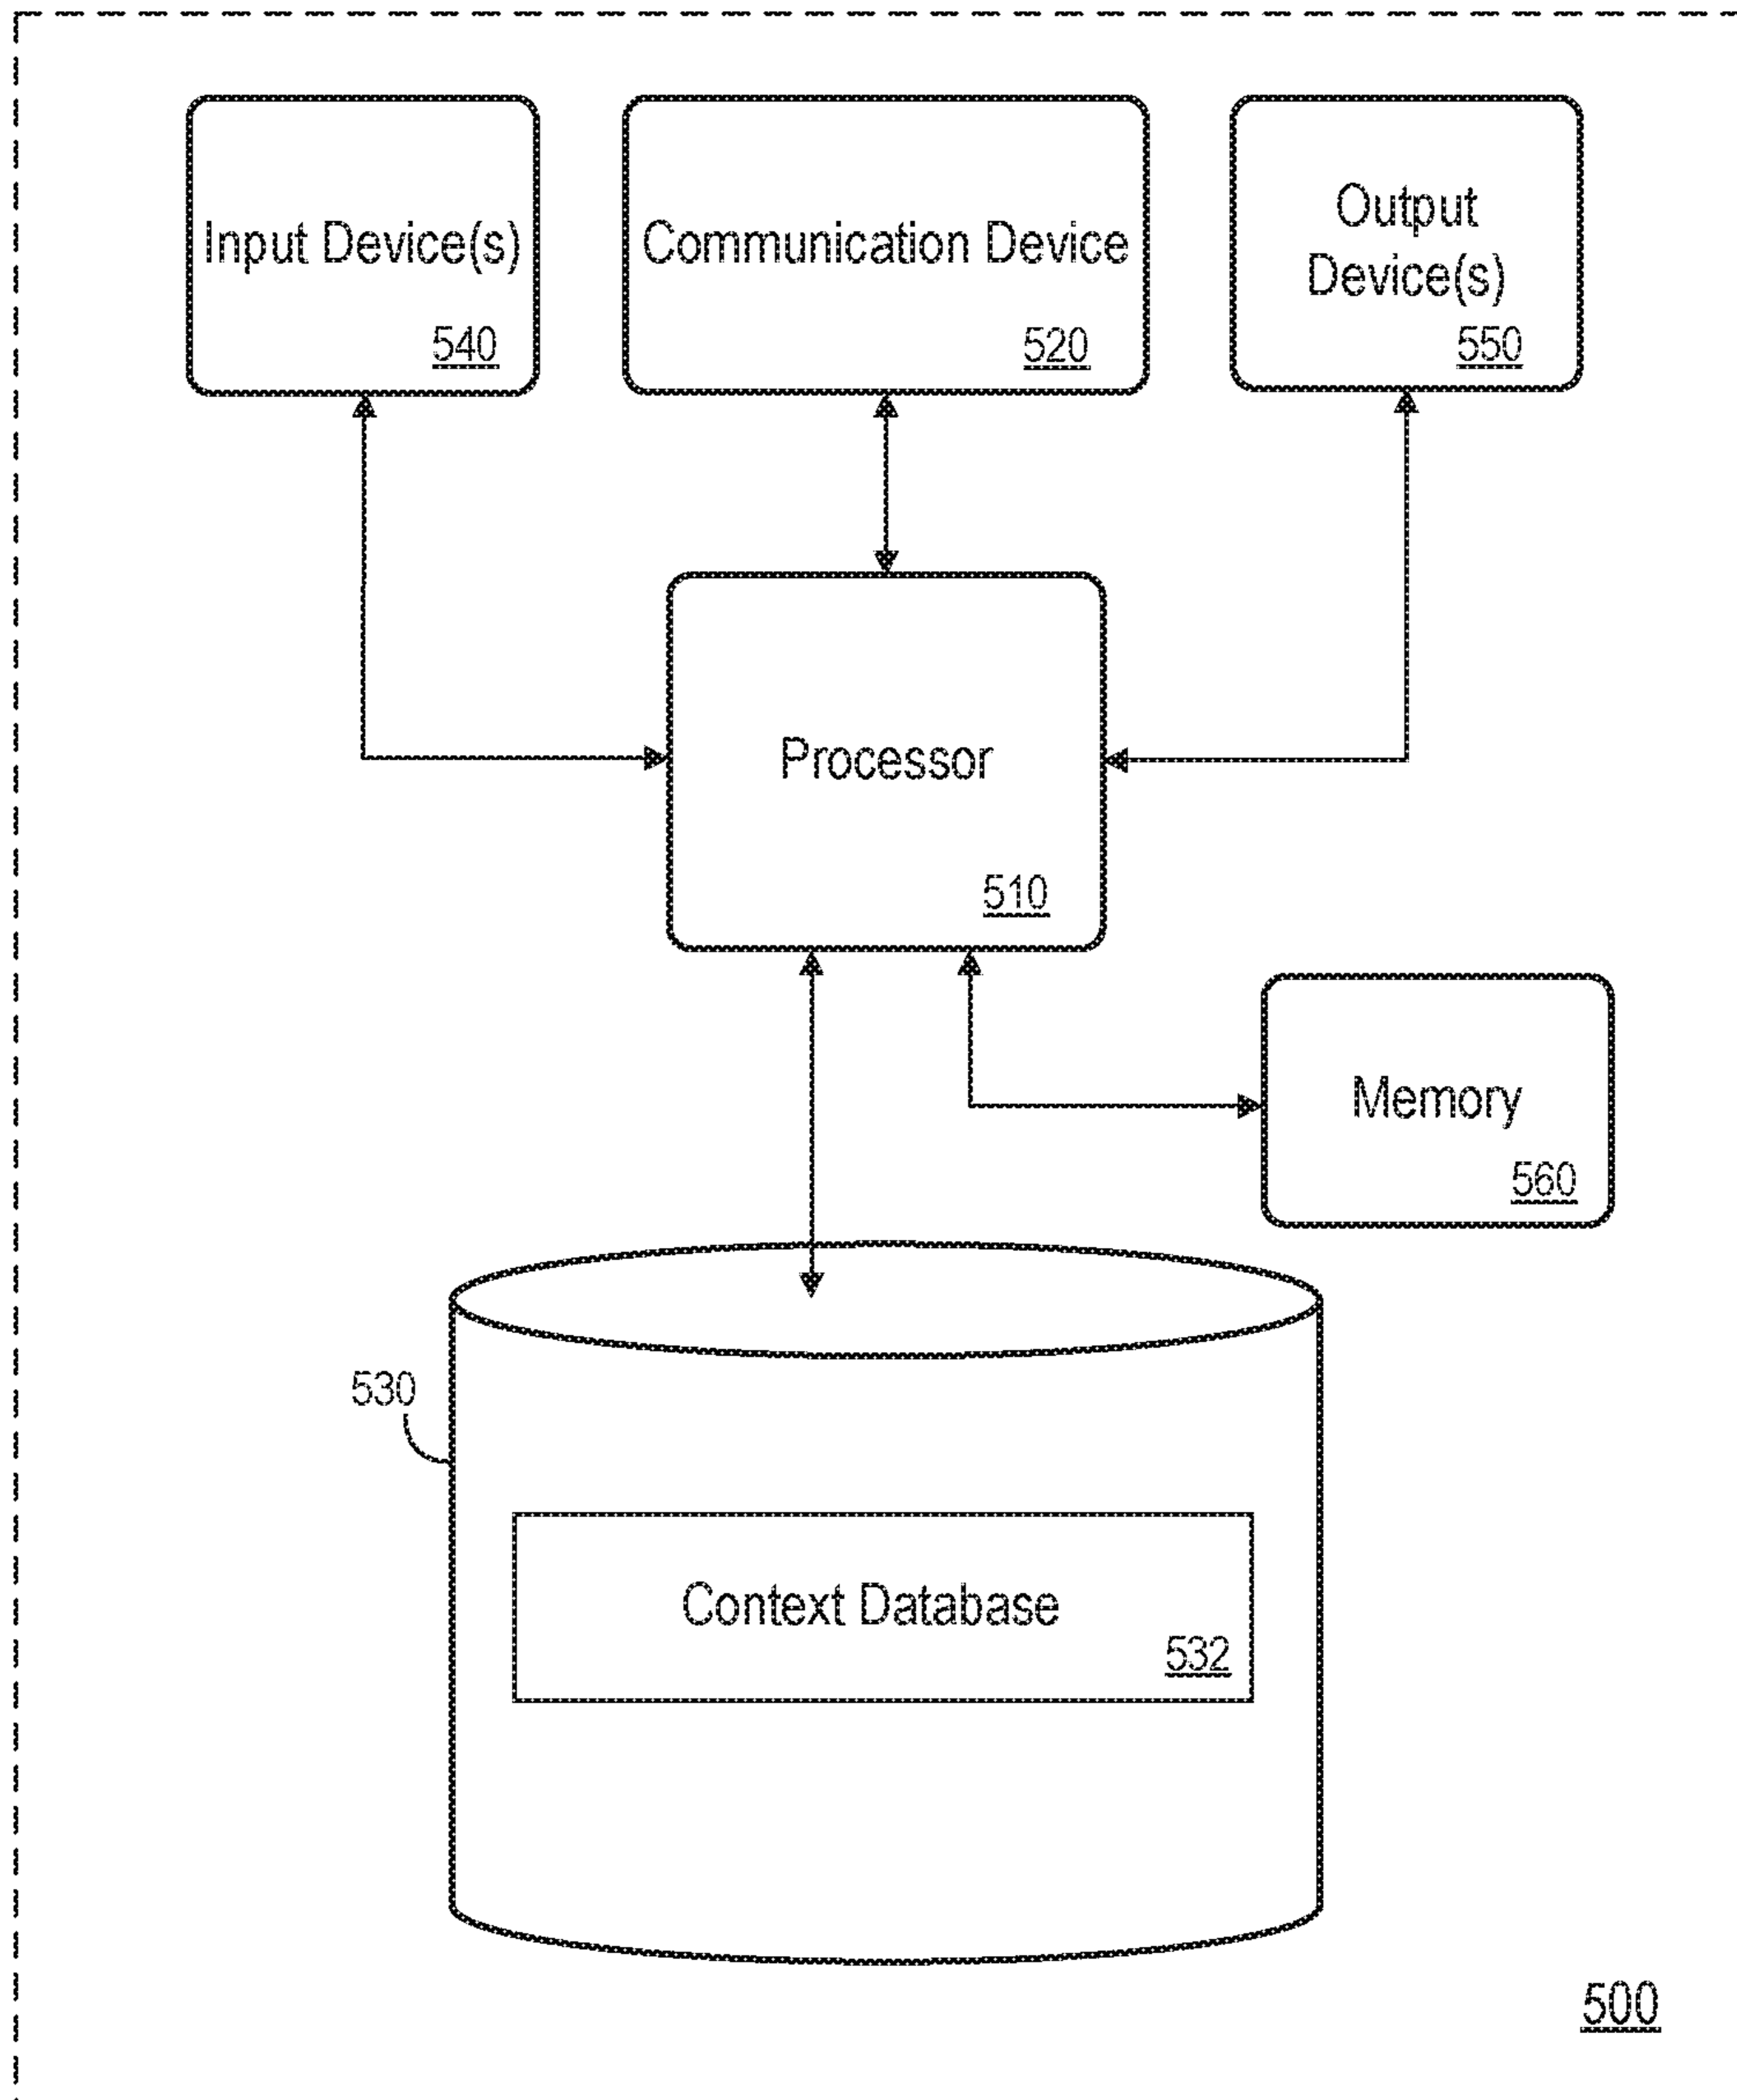 Input Device(s)
540
Communication Device
520
Output
Device(s)
550
Processor
510
Memory
560
530
Context Database
532
500